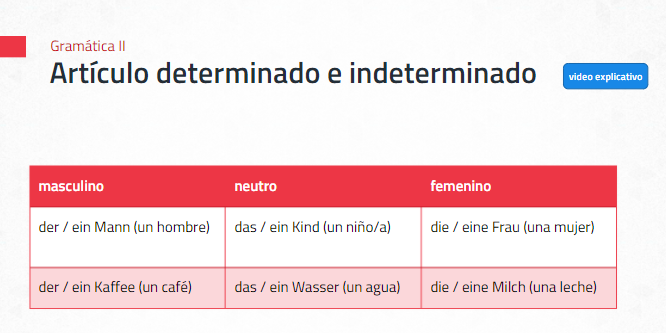 Gramática II
Artículo determinado e indeterminado
video explicativo
masculino neutro femenino
der / ein Mann (un hombre) das / ein Kind (un niño/a) die / eine Frau (una mujer)
der / ein Kaffee (un café) das / ein Wasser (un agua) die / eine Milch (una leche)